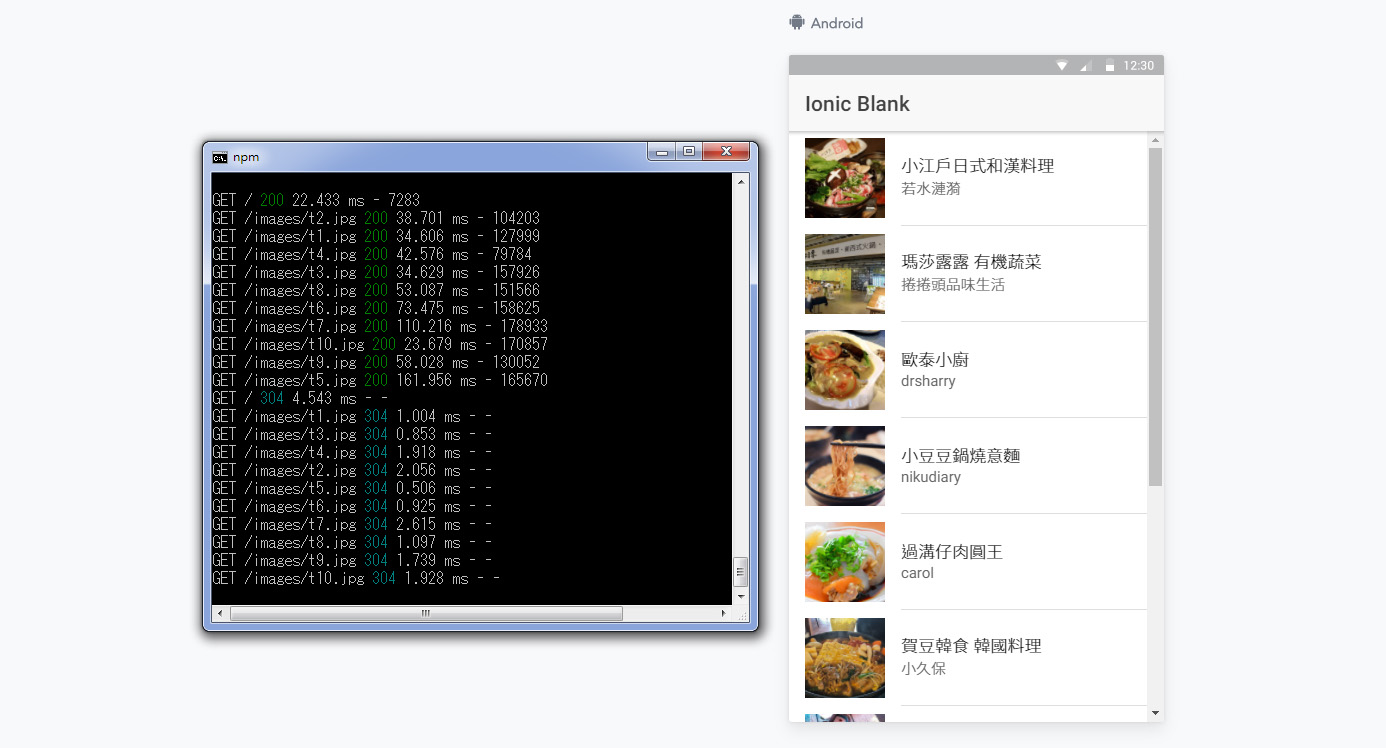 Android
12:30
Ionic Blank
npm
GET / 200 22.433 ms - 7283
GET /images/t2.jpg 200 38.701 ms - 104203
GET /images/t1.jpg 200 34.606 ms - 127999
GET /images/t4.jpg 200 42.576 ms - 79784
GET /images/t3.jpg 200 34.629 ms - 157926
GET /images/t8.jpg 200 53.087 ms - 151566
GET /images/t6.jpg 200 73.475 ms - 158625
GET /images/t7.jpg 200 110.216 ms - 178933
GET /images/t10.jpg 200 23.679 ms - 170857
GET /images/t9.jpg 200 58.028 ms - 130052
GET /images/t5.jpg 200 161.956 ms - 165670
GET / 304 4.543 ms - -
GET /images/t1.jpg 304 1.004 ms - -
GET /images/t3.jpg 304 0.853 ms - -
GET /images/t4.jpg 304 1.918 ms - -
GET /images/t2.jpg 304 2.056 ms - -
GET /images/t5.jpg 304 0.506 ms - -
GET /images/t6.jpg 304 0.925 ms - -
GET /images/t7.jpg 304 2.615 ms - -
GET /images/t8.jpg 304 1.097 ms - -
GET /images/t9.jpg 304 1.739 ms - -
GET /images/t10.jpg 304 1.928 ms - -
小江戶日式和漢料理
若水漣漪
瑪莎露露 有機蔬菜
捲捲頭品味生活
歐泰小廚
drsharry
小豆豆鍋燒意麵
nikudiary
過溝仔肉圓王
carol
賀豆韓食 韓國料理
小久保